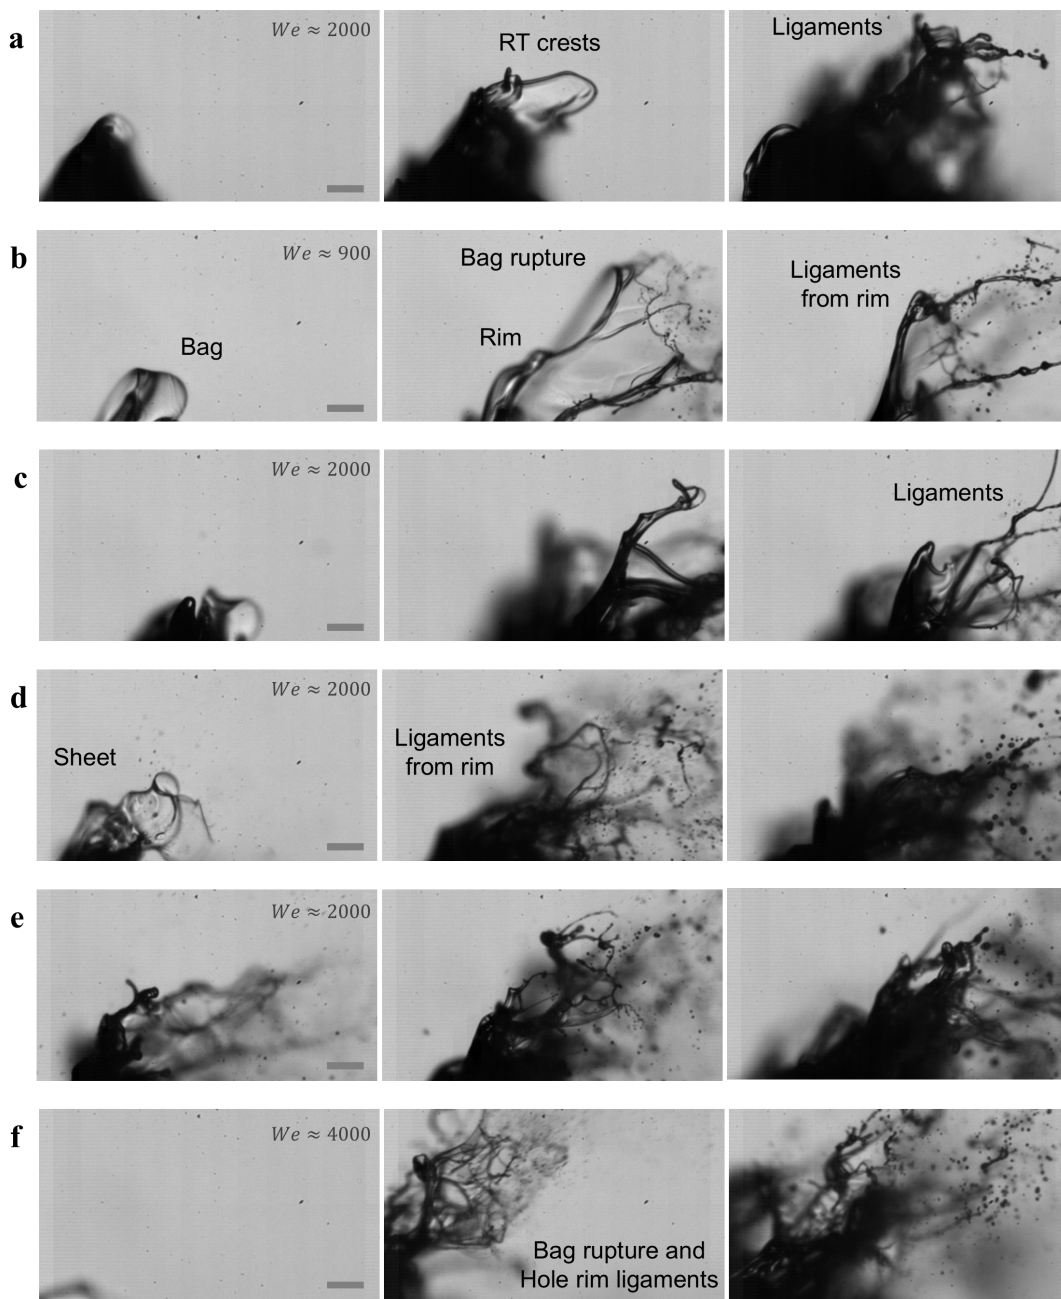 a
We ≈ 2000
RT crests
Ligaments
b
We ≈ 900
Bag
Bag rupture
Rim
Ligaments
from rim
c
We ≈ 2000
Ligaments
d
We ≈ 2000
Sheet
Ligaments
from rim
e
We ≈ 2000
f
We ≈ 4000
Bag rupture and
Hole rim ligaments